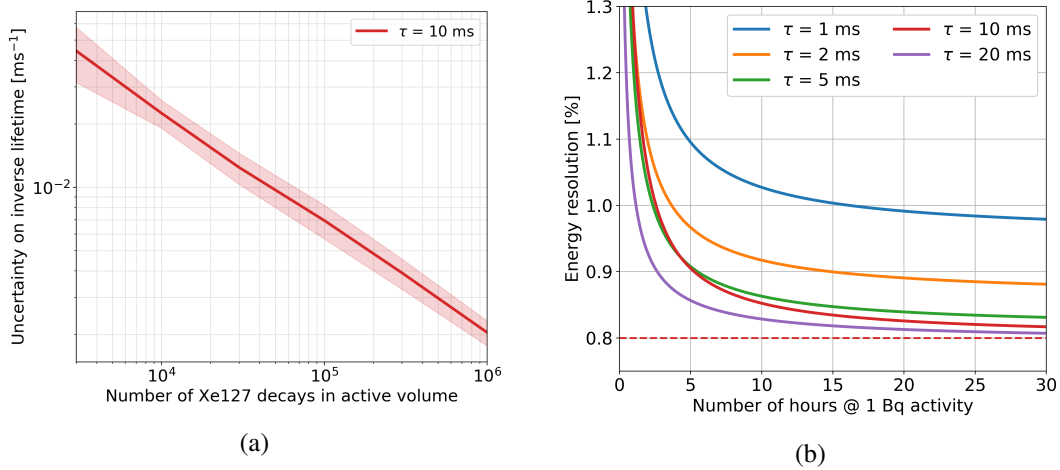 Uncertainty on inverse lifetime [ms⁻¹]
10⁻²
τ = 10 ms
10⁴
10⁵
10⁶
Number of Xe127 decays in active volume
(a)
Energy resolution [%]
1.3
1.2
1.1
1.0
0.9
0.8
τ = 1 ms
τ = 2 ms
τ = 5 ms
τ = 10 ms
τ = 20 ms
0
5
10
15
20
25
30
Number of hours @ 1 Bq activity
(b)